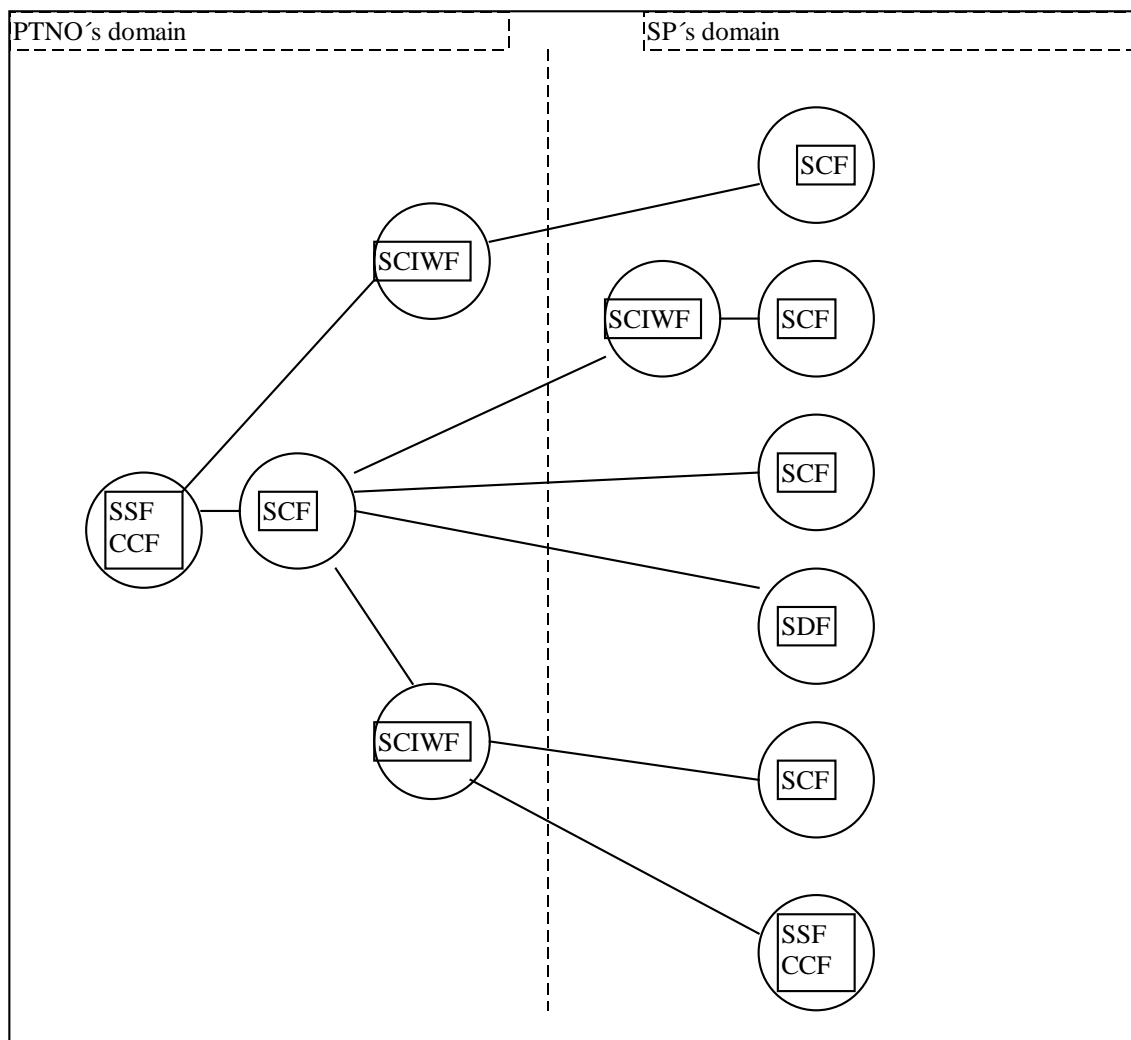 PTNO´s domain
SP´s domain
SCF
SCIWF
SCIWF
SCF
SCF
SSF
CCF
SCF
SDF
SCIWF
SCF
SSF
CCF